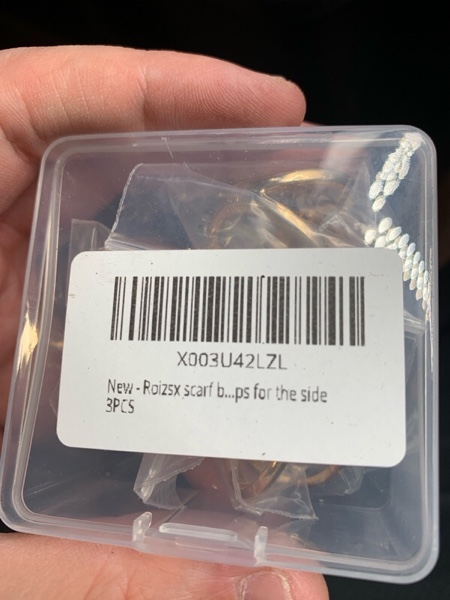 X003U42LZL
New - Roizsx scarf b...ps for the side
3PCS